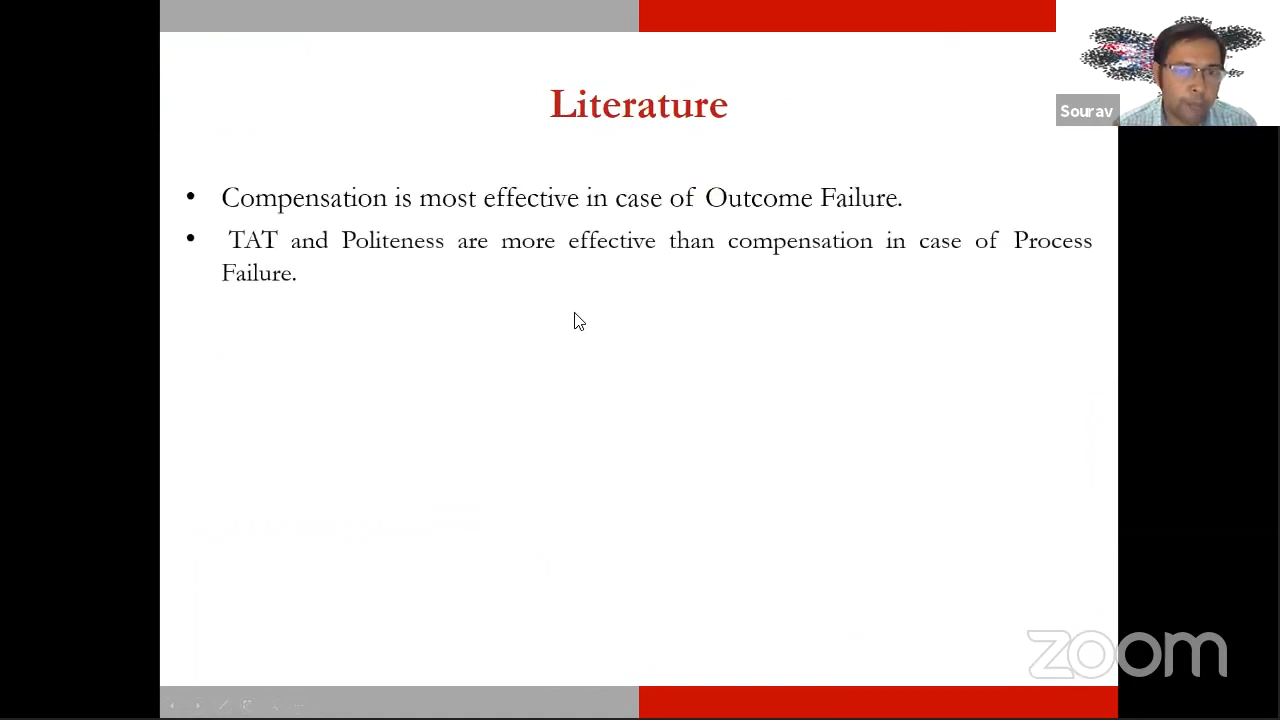 Literature
Sourav
• Compensation is most effective in case of Outcome Failure.
• TAT and Politeness are more effective than compensation in case of Process
Failure.
zoom